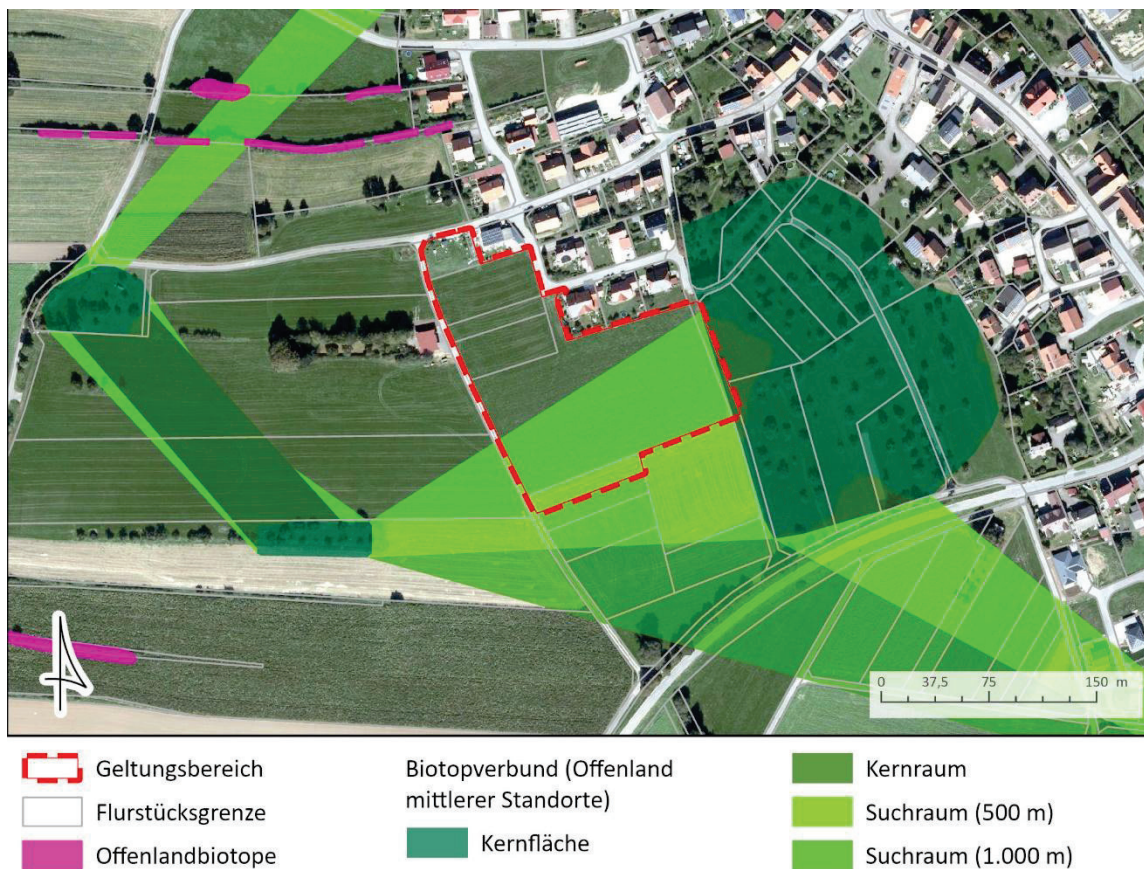 0 37,5 75 150 m
Geltungsbereich
Flurstücksgrenze
Offenlandbiotope
Biotopverbund (Offenland
mittlerer Standorte)
Kernfläche
Kernraum
Suchraum (500 m)
Suchraum (1.000 m)